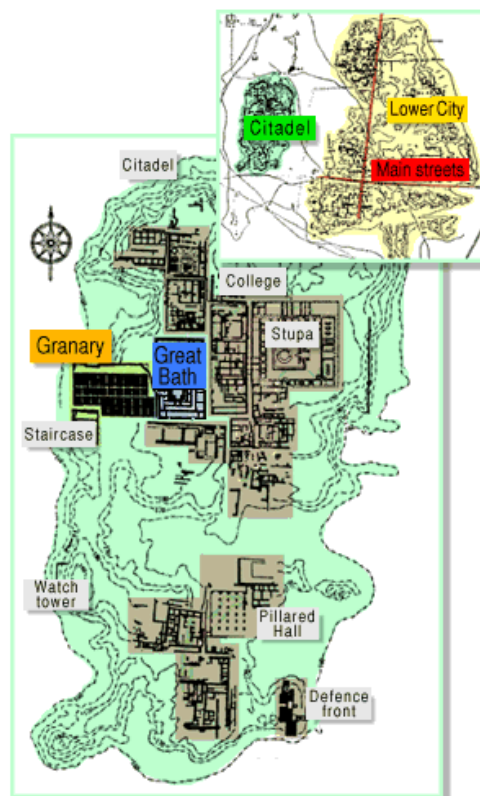 Lower City
Citadel
Main streets
Citadel
College
Stupa
Granary
Great
Bath
Staircase
Watch
tower
Pillared
Hall
Defence
front